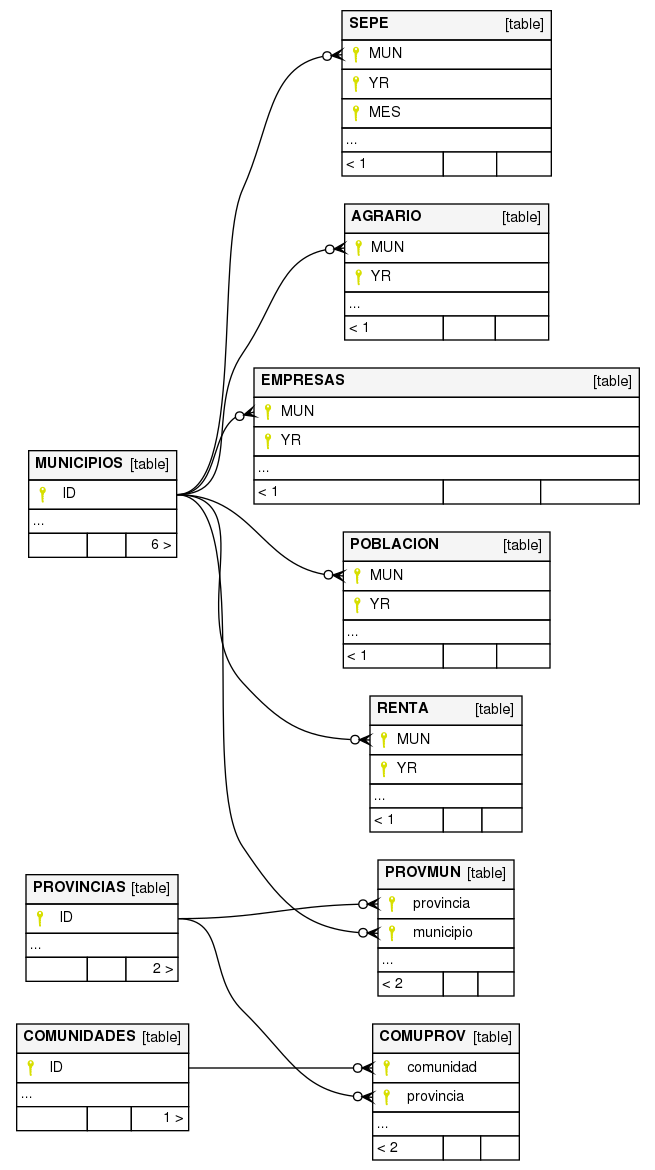 SEPE [table]
MUN
YR
MES
...
< 1
AGRARIO [table]
MUN
YR
...
< 1
EMPRESAS [table]
MUN
YR
...
< 1
MUNICIPIOS [table]
ID
...
6 >
POBLACION [table]
MUN
YR
...
< 1
RENTA [table]
MUN
YR
...
< 1
PROVMUN [table]
provincia
municipio
...
< 2
PROVINCIAS [table]
ID
...
2 >
COMUNIDADES [table]
ID
...
1 >
COMUPROV [table]
comunidad
provincia
...
< 2